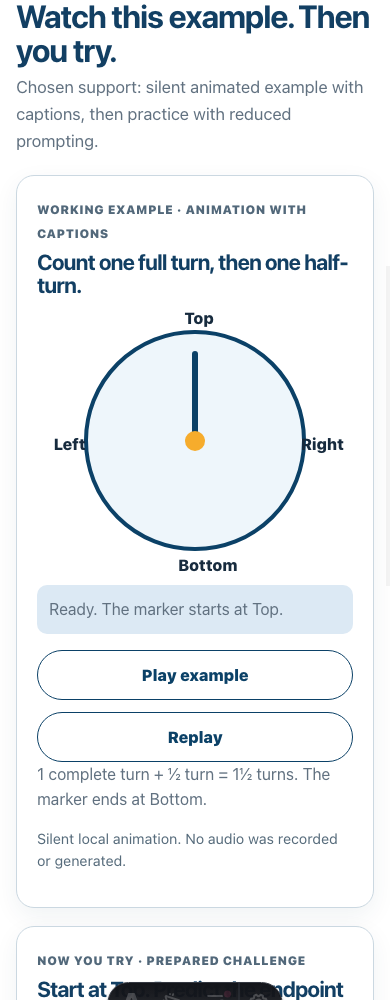 Watch this example. Then
you try.
Chosen support: silent animated example with
captions, then practice with reduced
prompting.
WORKING EXAMPLE · ANIMATION WITH
CAPTIONS
Count one full turn, then one half-
turn.
Top
Left
Right
Bottom
Ready. The marker starts at Top.
Play example
Replay
1 complete turn + ½ turn = 1½ turns. The
marker ends at Bottom.
Silent local animation. No audio was recorded
or generated.
NOW YOU TRY · PREPARED CHALLENGE
Start at